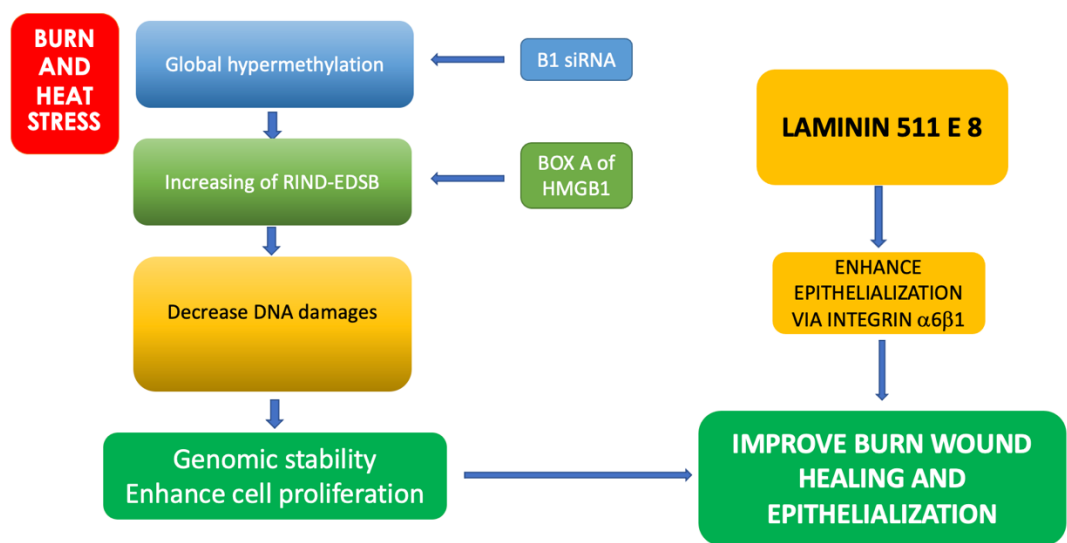 BURN
AND
HEAT
STRESS
Global hypermethylation
B1 siRNA
Increasing of RIND-EDSB
BOX A of
HMGB1
Decrease DNA damages
Genomic stability
Enhance cell proliferation
LAMININ 511 E 8
ENHANCE
EPITHELIALIZATION
VIA INTEGRIN α6β1
IMPROVE BURN WOUND
HEALING AND
EPITHELIALIZATION